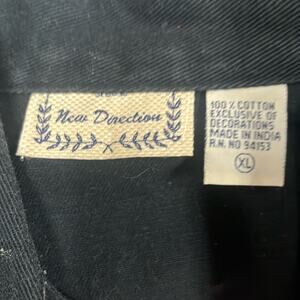 New Direction
100% COTTON
EXCLUSIVE OF
DECORATIONS
MADE IN INDIA
R.N. NO 94153
XL